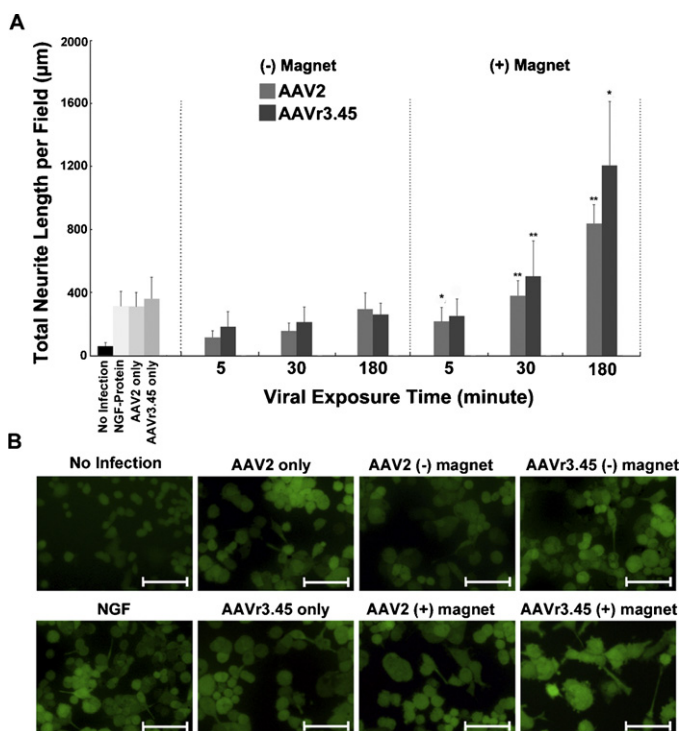 A
Total Neurite Length per Field (μm)
2000
1600
1200
800
400
0
(-) Magnet
AAV2
AAVr3.45
(+) Magnet
*
**
**
**
*
No Infection
NGF-Protein
AAV2 only
AAVr3.45 only
5 30 180 5 30 180
Viral Exposure Time (minute)
B
No Infection AAV2 only AAV2 (-) magnet AAVr3.45 (-) magnet
NGF AAVr3.45 only AAV2 (+) magnet AAVr3.45 (+) magnet